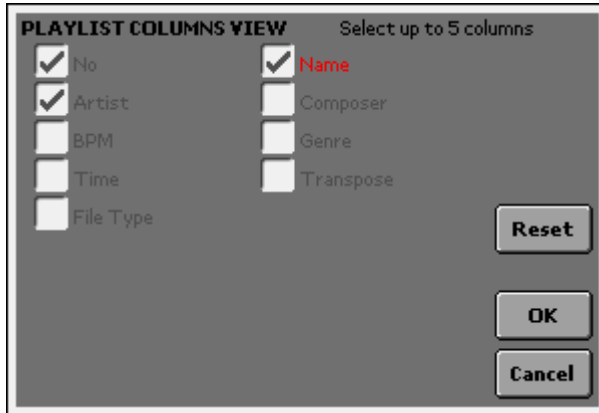 PLAYLIST COLUMNS VIEW Select up to 5 columns
No Name
Artist Composer
BPM Genre
Time Transpose
File Type
Reset
OK
Cancel